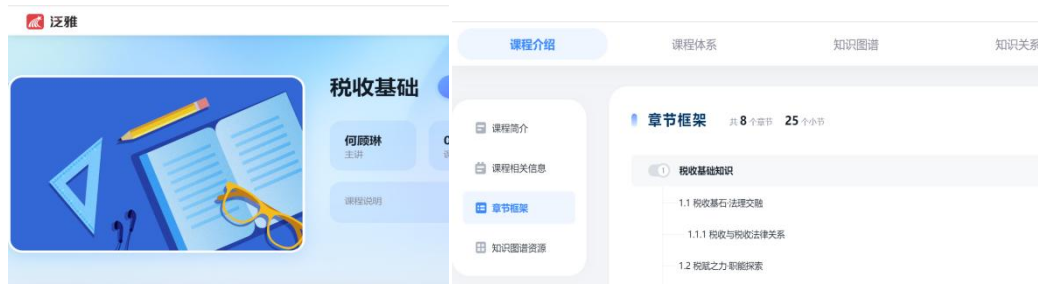 泛雅
税收基础
何顾琳
主讲
课程说明
课程介绍
课程体系
知识图谱
知识关系
课程简介
课程相关信息
章节框架
知识图谱资源
章节框架 共 8 个章节 25 个小节
1 税收基础知识
1.1 税收基石·法理交融
1.1.1 税收与税收法律关系
1.2 税赋之力·职能探索